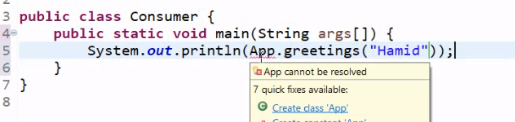 3 public class Consumer {
4 public static void main(String args[]) {
5 System.out.println(App.greetings("Hamid"));
6 }
7 }
8
App cannot be resolved
7 quick fixes available:
Create class 'App'
Create constant 'App'